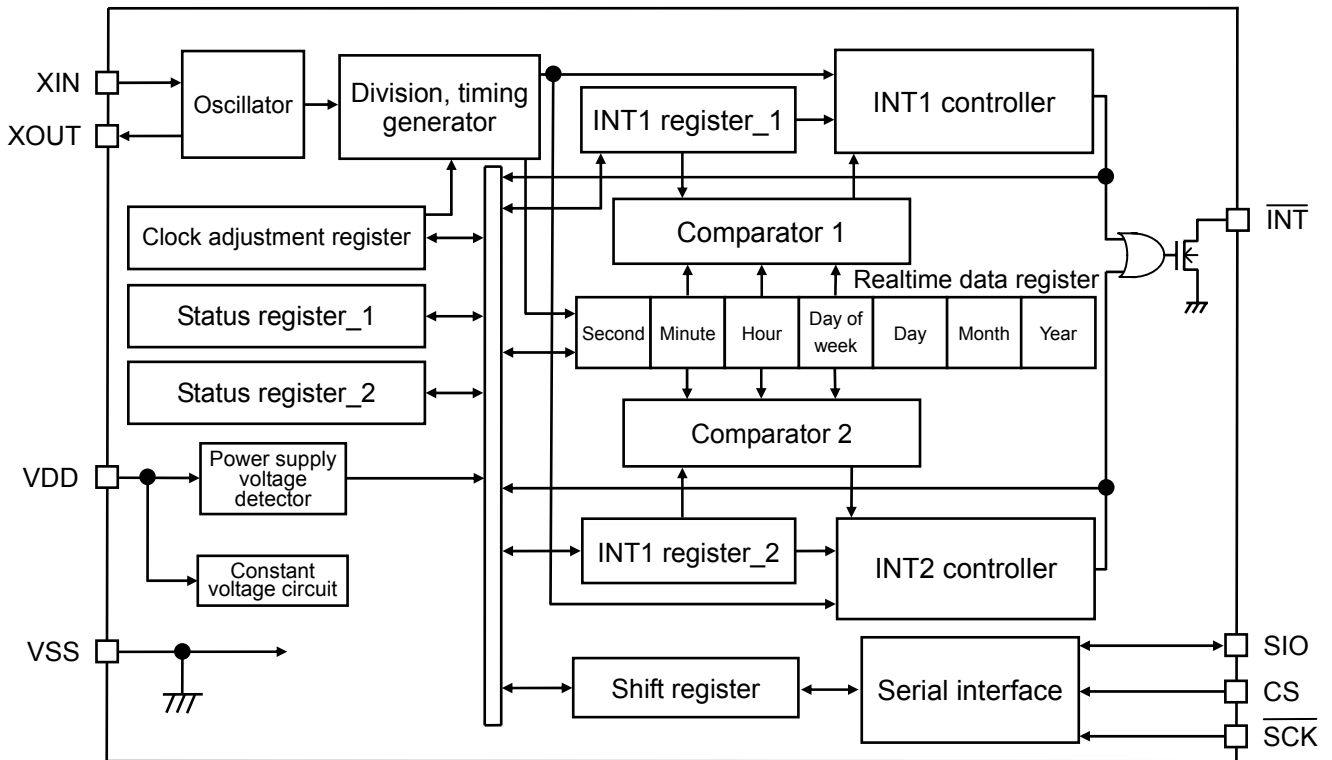 XIN
XOUT
Oscillator
Division, timing
generator
INT1 register_1
INT1 controller
Clock adjustment register
Comparator 1
INT
Realtime data register
Status register_1
Second
Minute
Hour
Day of
week
Day
Month
Year
Status register_2
Comparator 2
VDD
Power supply
voltage
detector
INT1 register_2
INT2 controller
Constant
voltage circuit
VSS
Shift register
Serial interface
SIO
CS
SCK